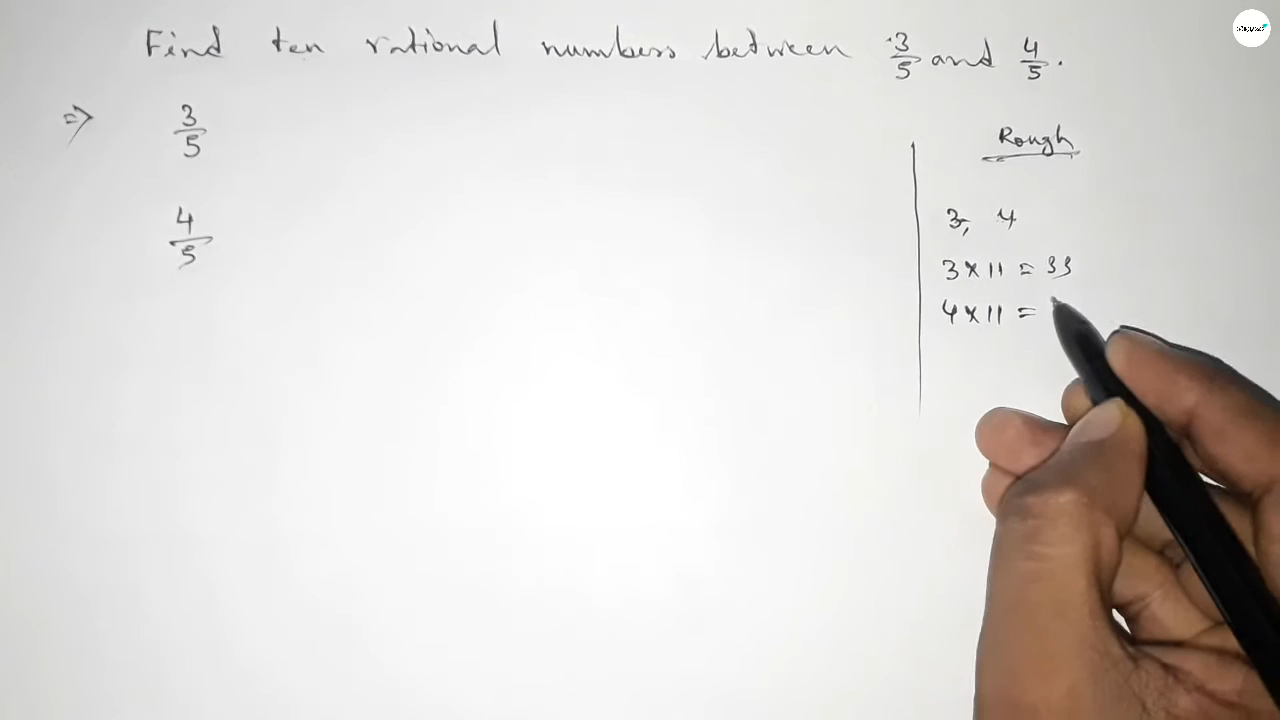 Find ten rational numbers between 3/5 and 4/5.
⇒ 3/5
4/5
Rough
3, 4
3×11 = 33
4×11 =